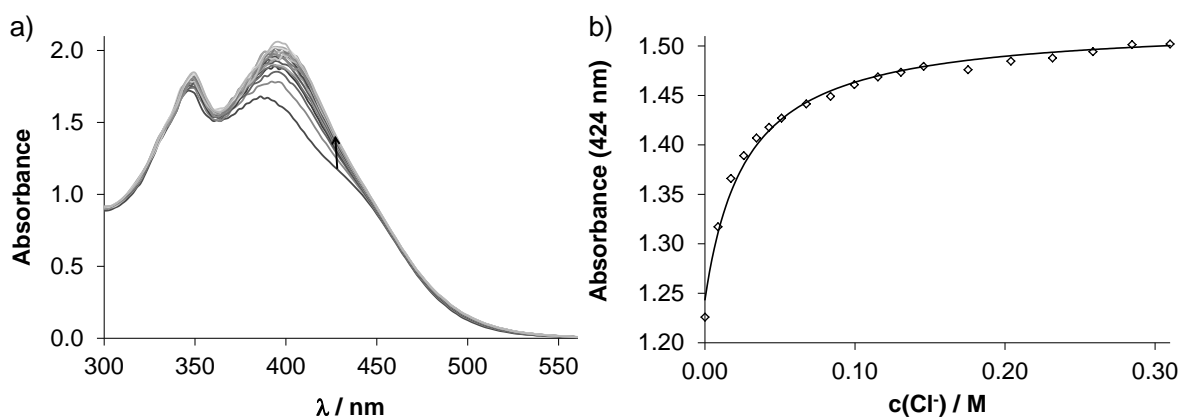 a)
2.0
1.5
1.0
0.5
0.0
Absorbance
300 350 400 450 500 550
λ / nm
b)
1.50
1.45
1.40
1.35
1.30
1.25
1.20
Absorbance (424 nm)
0.00 0.10 0.20 0.30
c(Cl⁻) / M